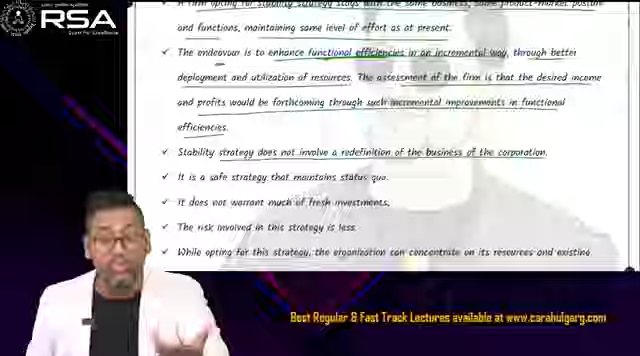 RSA
Quest For Excellence
✓ A firm opting for stability strategy stays with the same business, same product-market posture
and functions, maintaining same level of effort as at present.
✓ The endeavour is to enhance functional efficiencies in an incremental way, through better
deployment and utilization of resources. The assessment of the firm is that the desired income
and profits would be forthcoming through such incremental improvements in functional
efficiencies.
✓ Stability strategy does not involve a redefinition of the business of the corporation.
✓ It is a safe strategy that maintains status quo.
✓ It does not warrant much of fresh investments.
✓ The risk involved in this strategy is less.
✓ While opting for this strategy, the organization can concentrate on its resources and existing
Best Regular & Fast Track Lectures available at www.carahulgarg.com